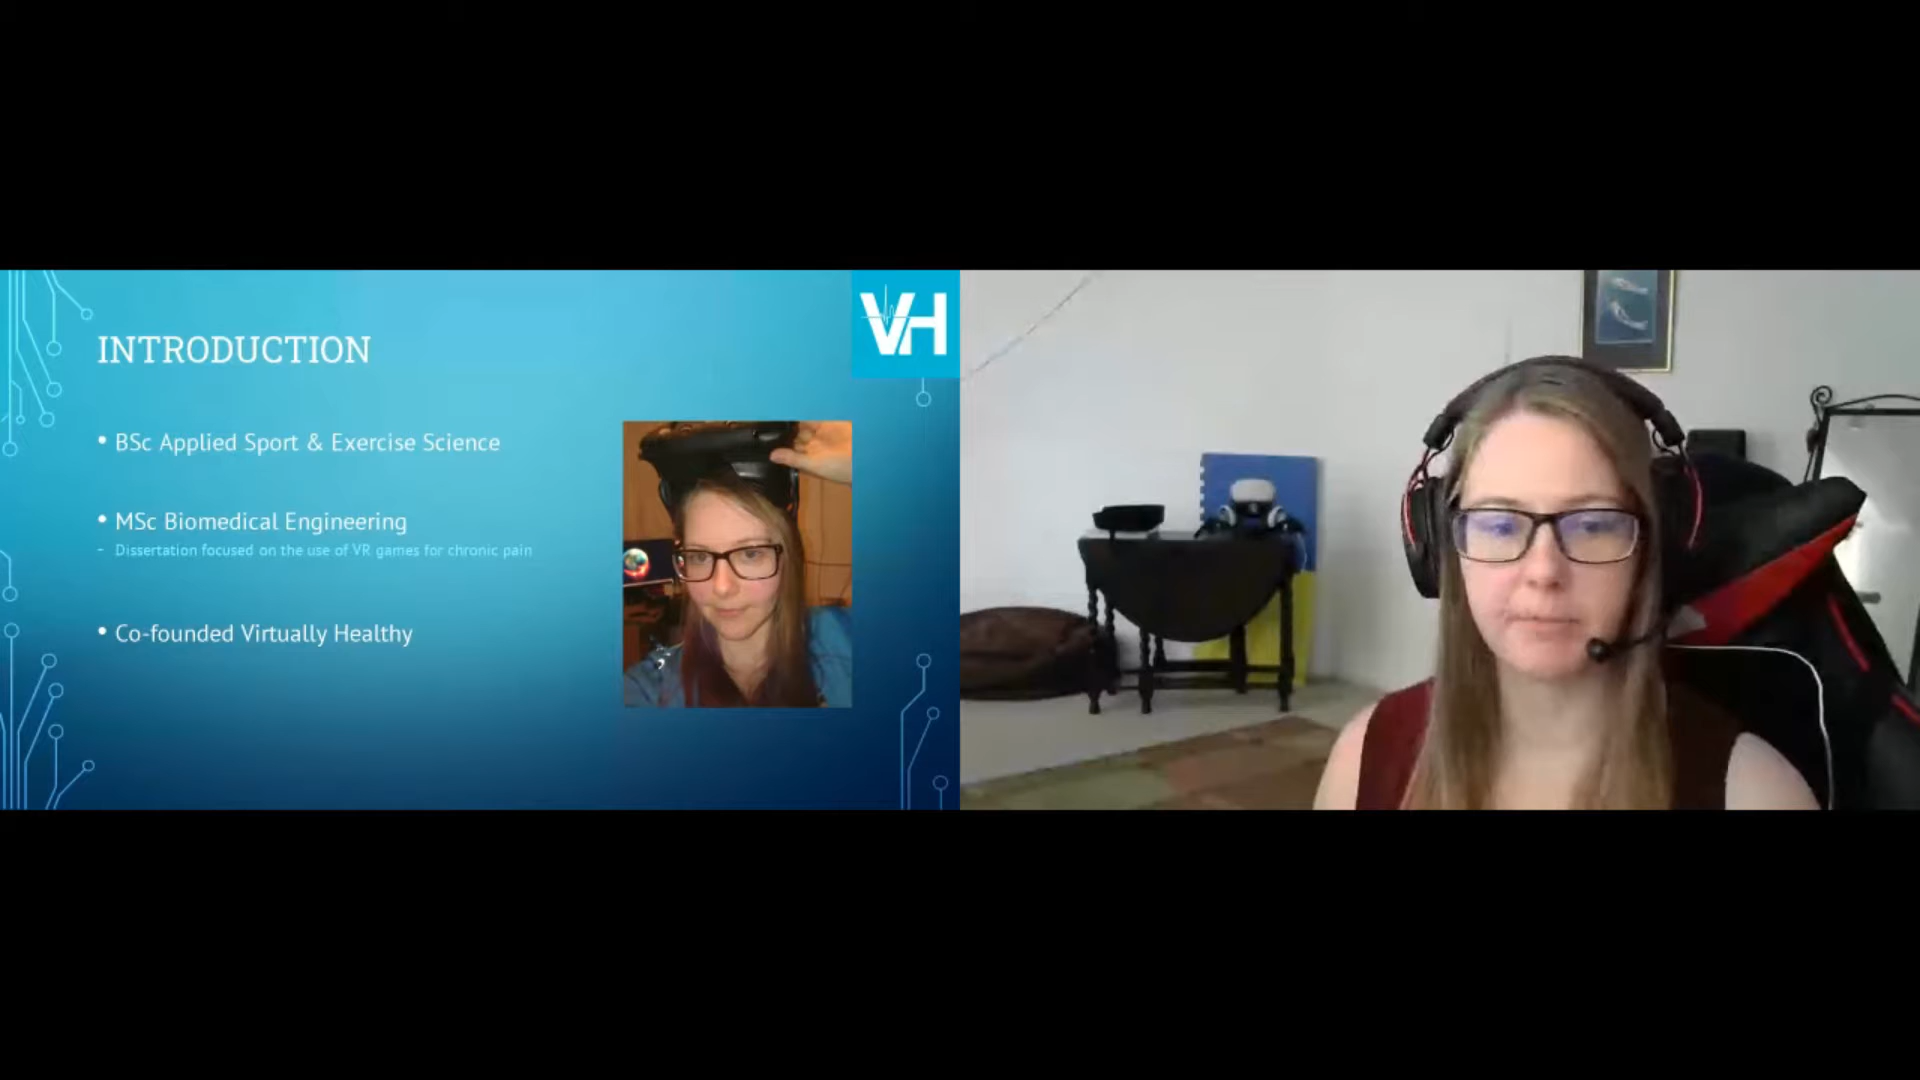 VH
INTRODUCTION
• BSc Applied Sport & Exercise Science
• MSc Biomedical Engineering
- Dissertation focused on the use of VR games for chronic pain
• Co-founded Virtually Healthy